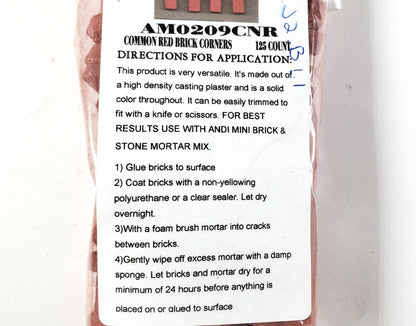 AM0209CNR
COMMON RED BRICK CORNERS 125 COUNT
DIRECTIONS FOR APPLICATION:
This product is very versatile. It's made out of
a high density casting plaster and is a solid
color throughout. It can be easily trimmed to
fit with a knife or scissors. FOR BEST
RESULTS USE WITH ANDI MINI BRICK &
STONE MORTAR MIX.
1) Glue bricks to surface
2) Coat bricks with a non-yellowing
polyurethane or a clear sealer. Let dry
overnight.
3)With a foam brush mortar into cracks
between bricks.
4)Gently wipe off excess mortar with a damp
sponge. Let bricks and mortar dry for a
minimum of 24 hours before anything is
placed on or glued to surface